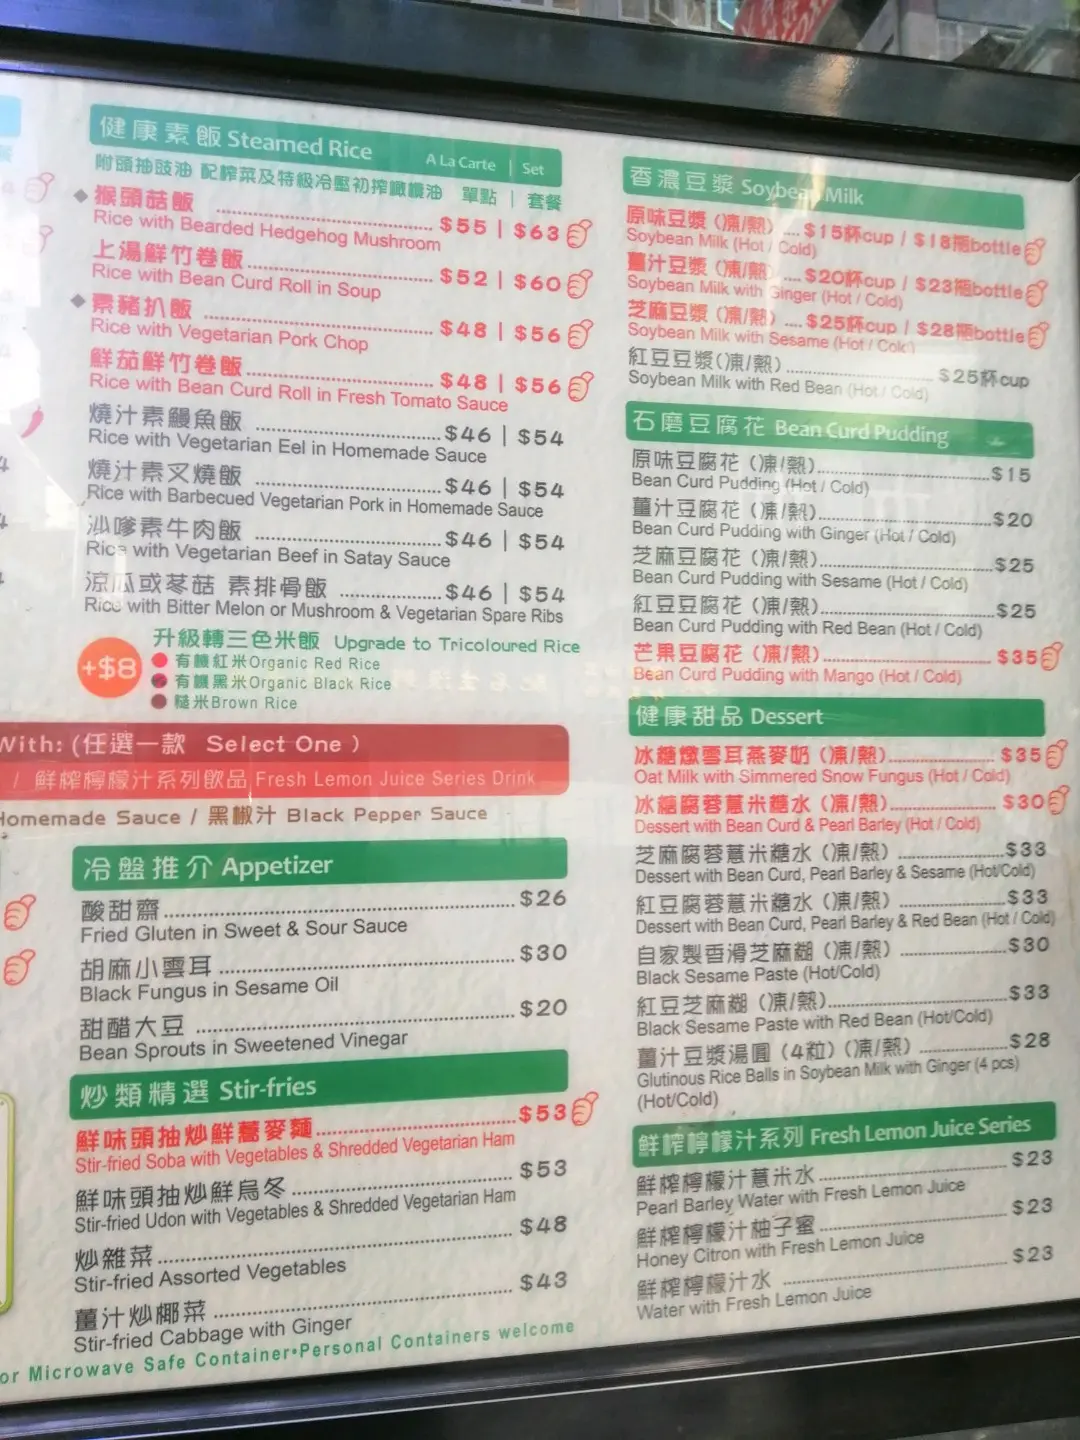 健康素飯 Steamed Rice A La Carte | Set
附頭抽豉油 配榨菜及特級冷壓初榨橄欖油 單點 | 套餐
◆ 猴頭菇飯 $55 | $63
Rice with Bearded Hedgehog Mushroom
上湯鮮竹卷飯 $52 | $60
Rice with Bean Curd Roll in Soup
◆ 素豬扒飯 $48 | $56
Rice with Vegetarian Pork Chop
鮮茄鮮竹卷飯 $48 | $56
Rice with Bean Curd Roll in Fresh Tomato Sauce
燒汁素鰻魚飯 $46 | $54
Rice with Vegetarian Eel in Homemade Sauce
燒汁素叉燒飯 $46 | $54
Rice with Barbecued Vegetarian Pork in Homemade Sauce
沙嗲素牛肉飯 $46 | $54
Rice with Vegetarian Beef in Satay Sauce
涼瓜或苳菇 素排骨飯 $46 | $54
Rice with Bitter Melon or Mushroom & Vegetarian Spare Ribs
+$8
升級轉三色米飯 Upgrade to Tricoloured Rice
有機紅米Organic Red Rice
有機黑米Organic Black Rice
糙米Brown Rice
With: (任選一款 Select One )
/ 鮮榨檸檬汁系列飲品 Fresh Lemon Juice Series Drink
Homemade Sauce / 黑椒汁 Black Pepper Sauce
冷盤推介 Appetizer
酸甜齋 $26
Fried Gluten in Sweet & Sour Sauce
胡麻小雲耳 $30
Black Fungus in Sesame Oil
甜醋大豆 $20
Bean Sprouts in Sweetened Vinegar
炒類精選 Stir-fries
鮮味頭抽炒鮮蕎麥麵 $53
Stir-fried Soba with Vegetables & Shredded Vegetarian Ham
鮮味頭抽炒鮮烏冬 $53
Stir-fried Udon with Vegetables & Shredded Vegetarian Ham
炒雜菜 $48
Stir-fried Assorted Vegetables
薑汁炒椰菜 $43
Stir-fried Cabbage with Ginger
or Microwave Safe Container•Personal Containers welcome
香濃豆漿 Soybean Milk
原味豆漿 (凍/熱) $15杯cup / $18瓶bottle
Soybean Milk (Hot / Cold)
薑汁豆漿 (凍/熱) $20杯cup / $23瓶bottle
Soybean Milk with Ginger (Hot / Cold)
芝麻豆漿 (凍/熱) $25杯cup / $28瓶bottle
Soybean Milk with Sesame (Hot / Cold)
紅豆豆漿(凍/熱) $25杯cup
Soybean Milk with Red Bean (Hot / Cold)
石磨豆腐花 Bean Curd Pudding
原味豆腐花 (凍/熱) $15
Bean Curd Pudding (Hot / Cold)
薑汁豆腐花 (凍/熱) $20
Bean Curd Pudding with Ginger (Hot / Cold)
芝麻豆腐花 (凍/熱) $25
Bean Curd Pudding with Sesame (Hot / Cold)
紅豆豆腐花 (凍/熱) $25
Bean Curd Pudding with Red Bean (Hot / Cold)
芒果豆腐花 (凍/熱) $35
Bean Curd Pudding with Mango (Hot / Cold)
健康甜品 Dessert
冰糖燉雪耳燕麥奶 (凍/熱) $35
Oat Milk with Simmered Snow Fungus (Hot / Cold)
冰糖腐蓉薏米糖水 (凍/熱) $30
Dessert with Bean Curd & Pearl Barley (Hot / Cold)
芝麻腐蓉薏米糖水 (凍/熱) $33
Dessert with Bean Curd, Pearl Barley & Sesame (Hot/Cold)
紅豆腐蓉薏米糖水 (凍/熱) $33
Dessert with Bean Curd, Pearl Barley & Red Bean (Hot / Cold)
自家製香滑芝麻糊 (凍/熱) $30
Black Sesame Paste (Hot/Cold)
紅豆芝麻糊 (凍/熱) $33
Black Sesame Paste with Red Bean (Hot/Cold)
薑汁豆漿湯圓 (4粒) (凍/熱) $28
Glutinous Rice Balls in Soybean Milk with Ginger (4 pcs)
(Hot/Cold)
鮮榨檸檬汁系列 Fresh Lemon Juice Series
鮮榨檸檬汁薏米水 $23
Pearl Barley Water with Fresh Lemon Juice
鮮榨檸檬汁柚子蜜 $23
Honey Citron with Fresh Lemon Juice
鮮榨檸檬汁水 $23
Water with Fresh Lemon Juice